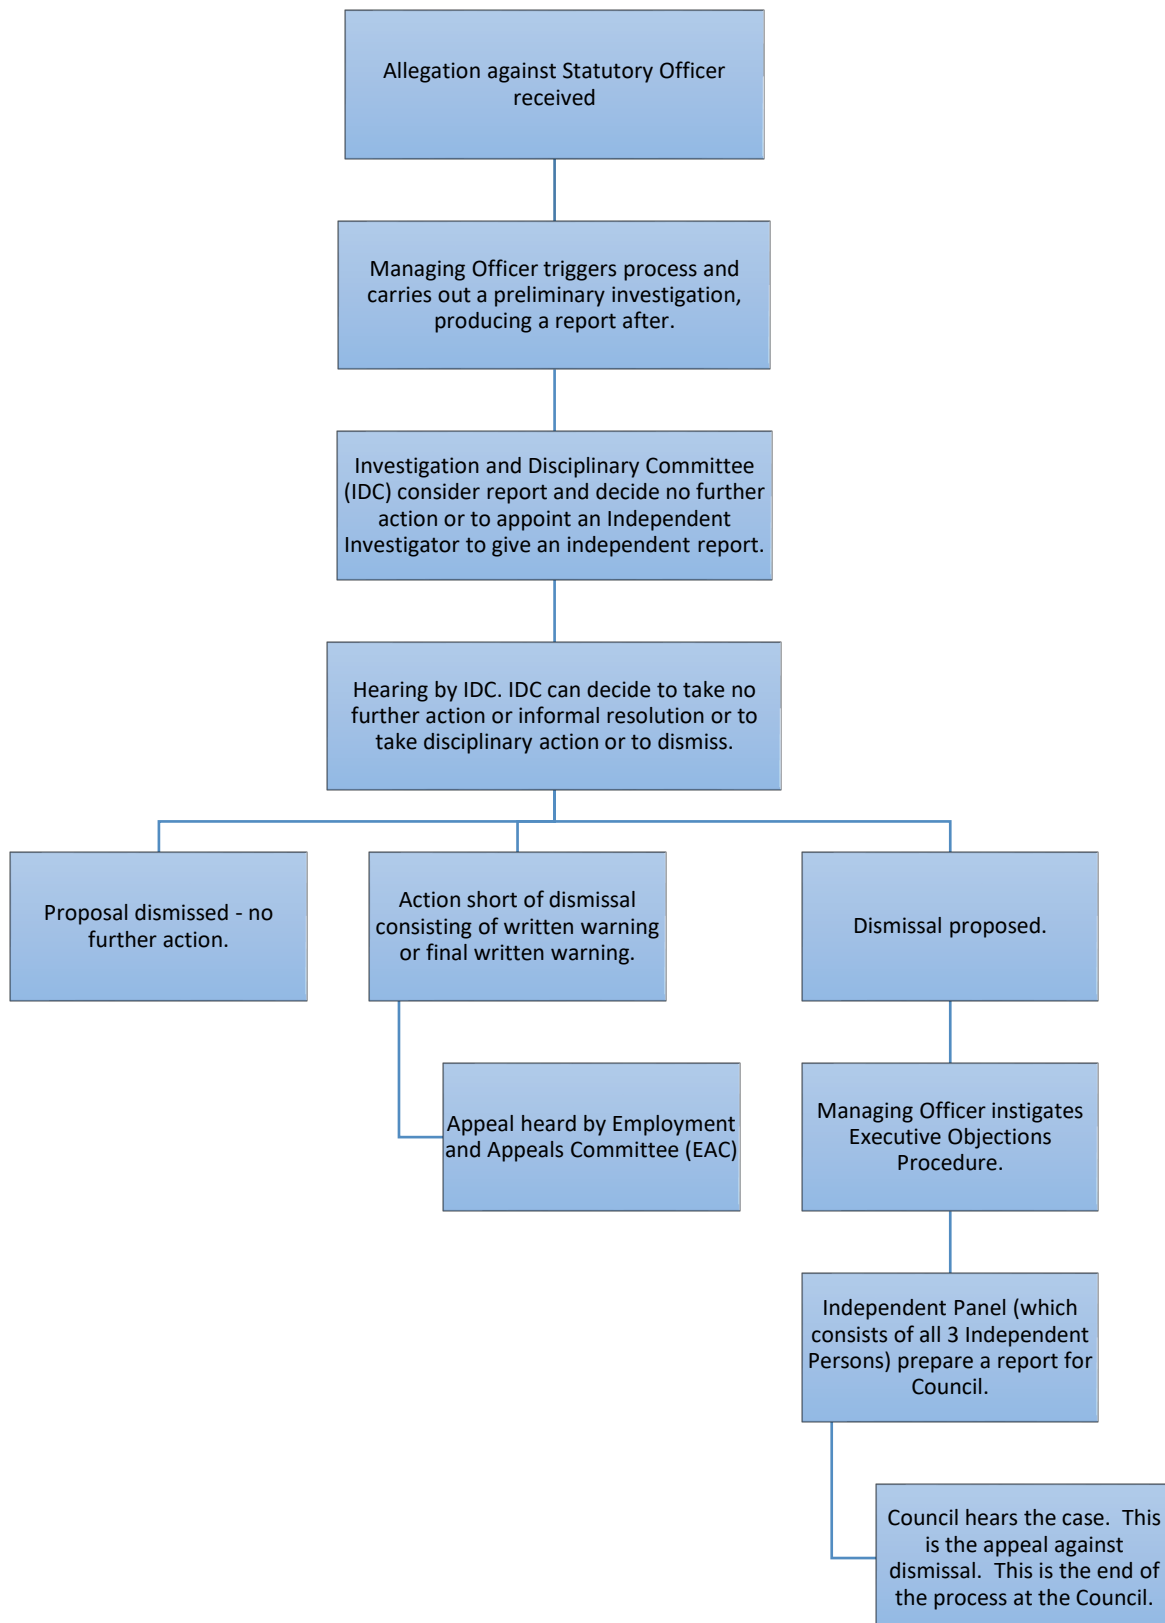 Allegation against Statutory Officer
received
Managing Officer triggers process and
carries out a preliminary investigation,
producing a report after.
Investigation and Disciplinary Committee
(IDC) consider report and decide no further
action or to appoint an Independent
Investigator to give an independent report.
Hearing by IDC. IDC can decide to take no
further action or informal resolution or to
take disciplinary action or to dismiss.
Proposal dismissed - no
further action.
Action short of dismissal
consisting of written warning
or final written warning.
Appeal heard by Employment
and Appeals Committee (EAC)
Dismissal proposed.
Managing Officer instigates
Executive Objections
Procedure.
Independent Panel (which
consists of all 3 Independent
Persons) prepare a report for
Council.
Council hears the case.  This
is the appeal against
dismissal.  This is the end of
the process at the Council.